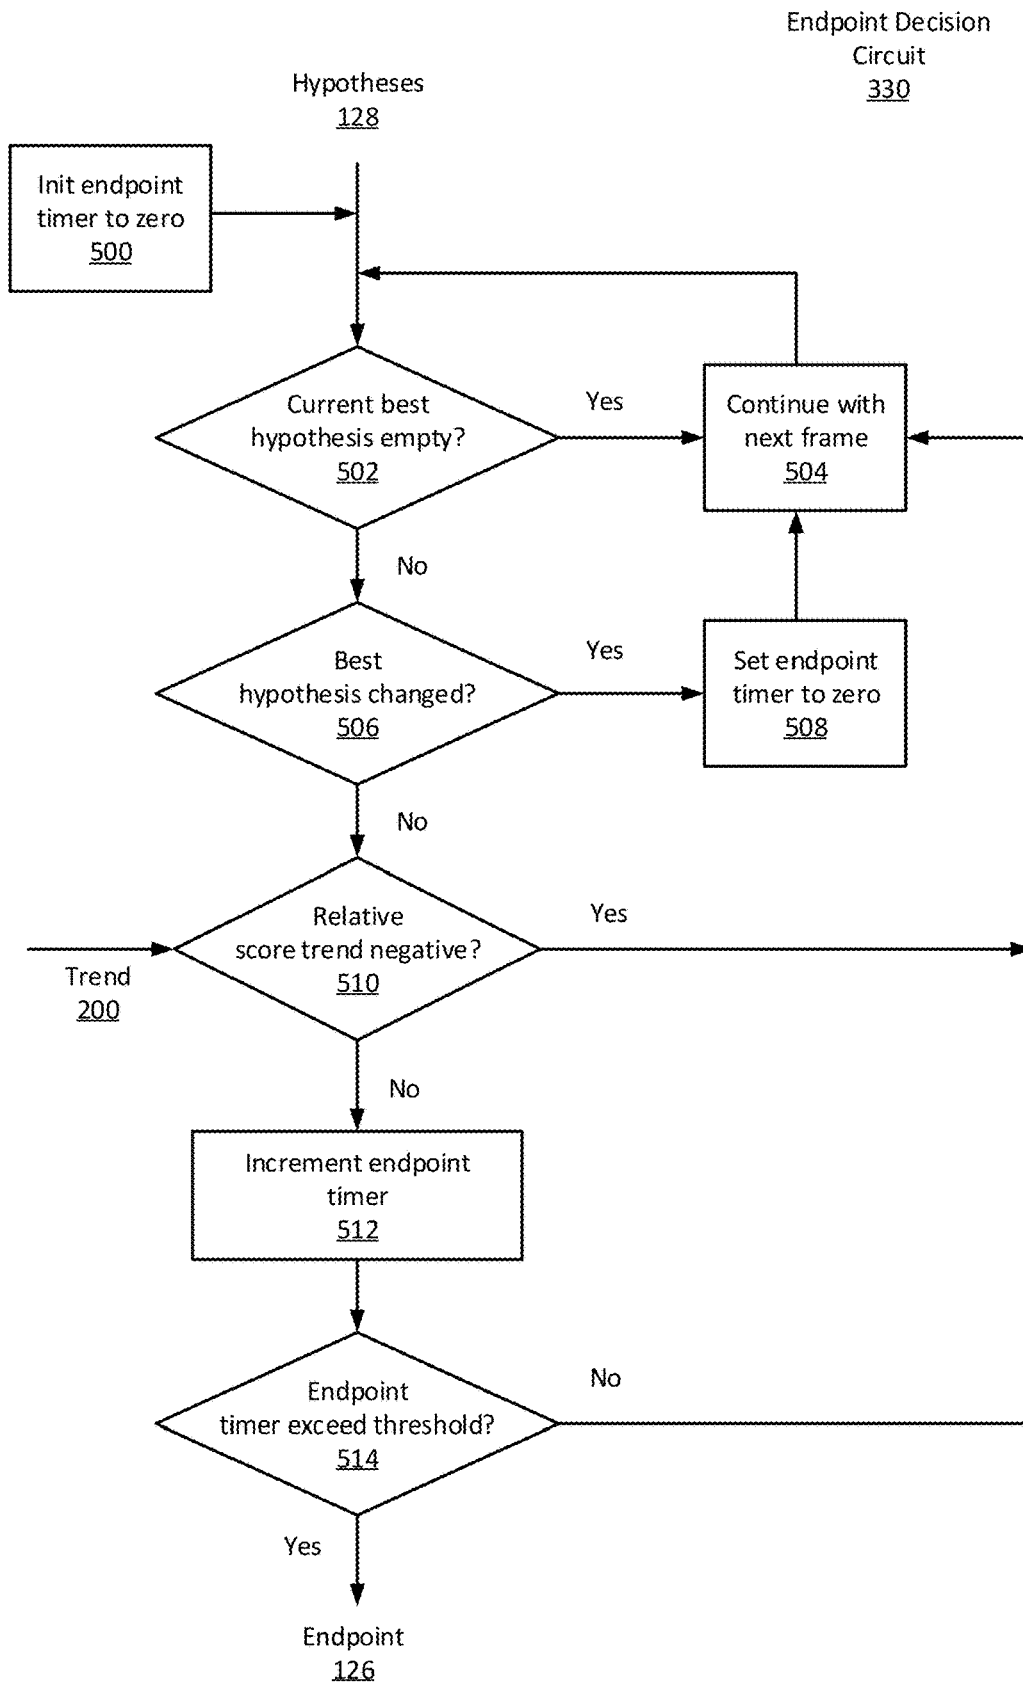 Endpoint Decision
Circuit
330
Hypotheses
128
Init endpoint
timer to zero
500
Current best
hypothesis empty?
502
Yes
Continue with
next frame
504
No
Best
hypothesis changed?
506
Yes
Set endpoint
timer to zero
508
No
Relative
score trend negative?
510
Yes
Trend
200
No
Increment endpoint
timer
512
Endpoint
timer exceed threshold?
514
No
Yes
Endpoint
126